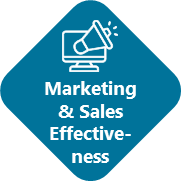 Marketing
& Sales
Effective-
ness